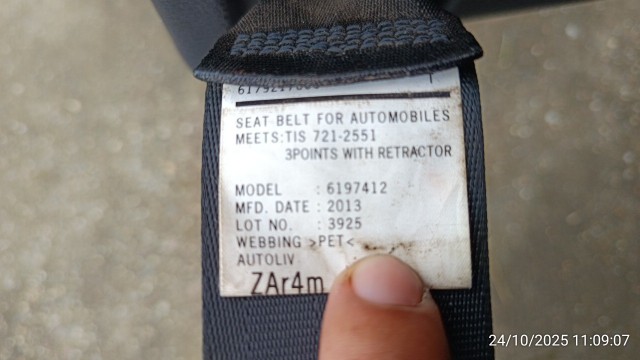 SEAT BELT FOR AUTOMOBILES
MEETS:TIS 721-2551
3POINTS WITH RETRACTOR
MODEL : 6197412
MFD. DATE : 2013
LOT NO. : 3925
WEBBING >PET<
AUTOLIV
ZAr4m
24/10/2025 11:09:07